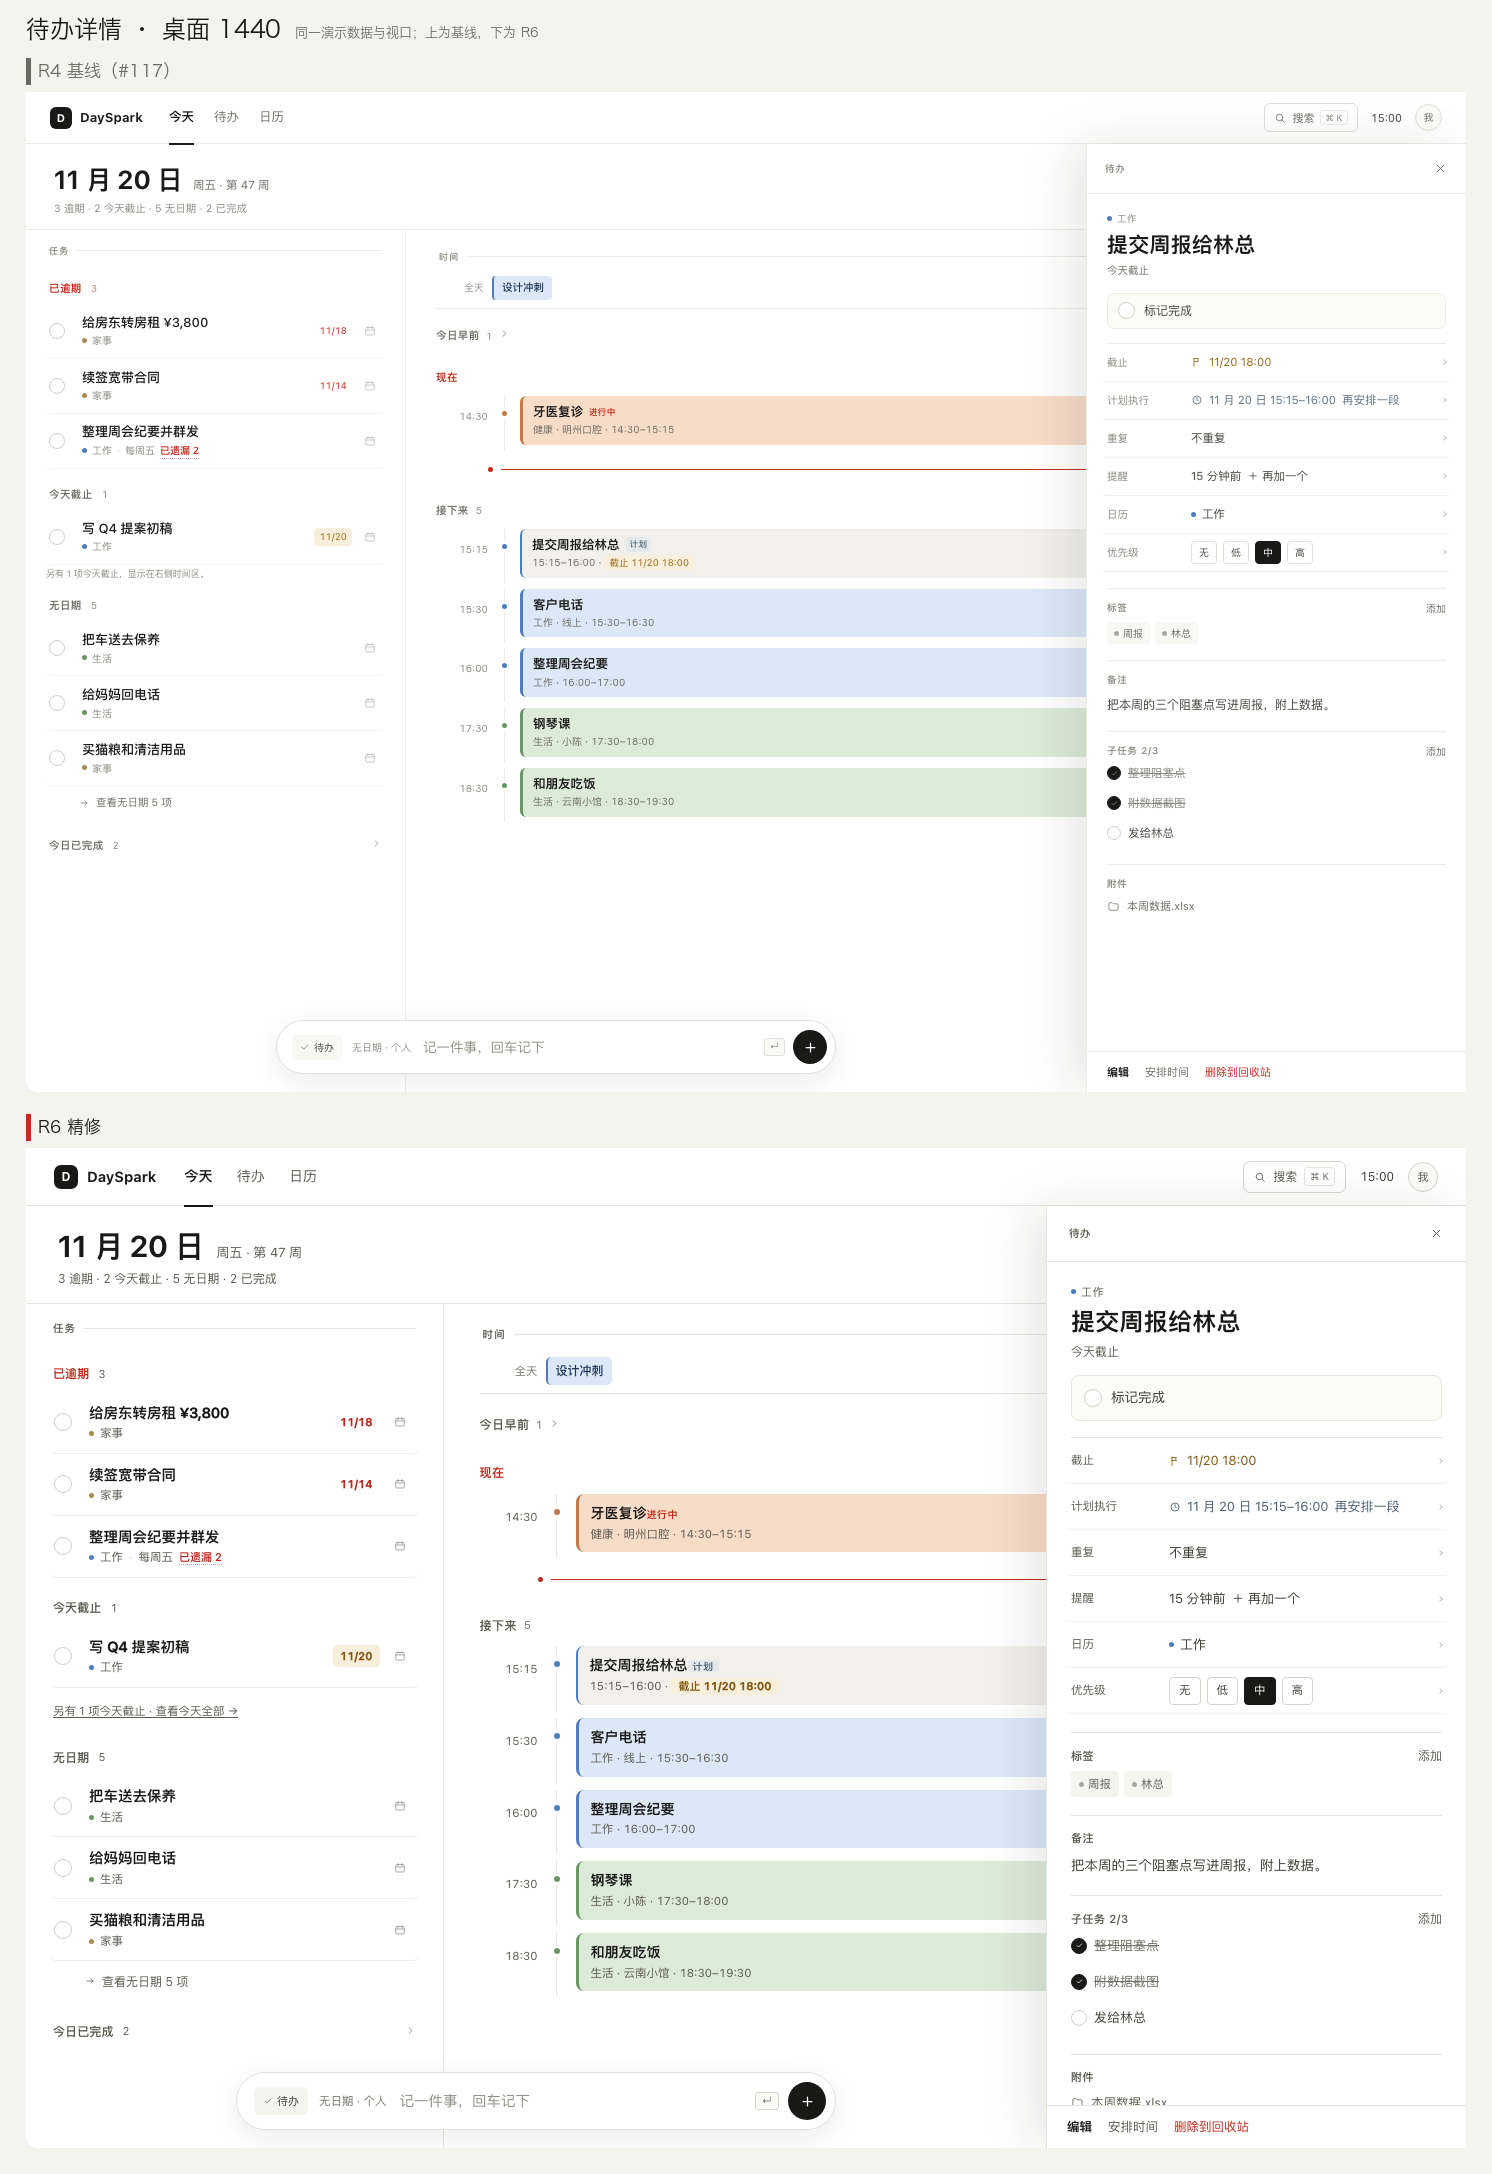 待办详情 · 桌面 1440 同一演示数据与视口；上为基线，下为 R6
R4 基线（#117）
D DaySpark 今天 待办 日历 搜索 ⌘ K 15:00 我
11 月 20 日 周五 · 第 47 周
3 逾期 · 2 今天截止 · 5 无日期 · 2 已完成
任务
已逾期 3
给房东转房租 ¥3,800 11/18
家事
续签宽带合同 11/14
家事
整理周会纪要并群发
工作 · 每周五 已遗漏 2
今天截止 1
写 Q4 提案初稿 11/20
工作
另有 1 项今天截止，显示在右侧时间区。
无日期 5
把车送去保养
生活
给妈妈回电话
生活
买猫粮和清洁用品
家事
→ 查看无日期 5 项
今日已完成 2
时间
全天 设计冲刺
今日早前 1
现在
14:30 牙医复诊 进行中
健康 · 明州口腔 · 14:30–15:15
接下来 5
15:15 提交周报给林总 计划
15:15–16:00 · 截止 11/20 18:00
15:30 客户电话
工作 · 线上 · 15:30–16:30
16:00 整理周会纪要
工作 · 16:00–17:00
17:30 钢琴课
生活 · 小陈 · 17:30–18:00
18:30 和朋友吃饭
生活 · 云南小馆 · 18:30–19:30
待办 无日期 · 个人 记一件事，回车记下
待办
工作
提交周报给林总
今天截止
标记完成
截止 11/20 18:00
计划执行 11 月 20 日 15:15–16:00 再安排一段
重复 不重复
提醒 15 分钟前 + 再加一个
日历 工作
优先级 无 低 中 高
标签 添加
周报 林总
备注
把本周的三个阻塞点写进周报，附上数据。
子任务 2/3 添加
整理阻塞点
附数据截图
发给林总
附件
本周数据.xlsx
编辑 安排时间 删除到回收站
R6 精修
D DaySpark 今天 待办 日历 搜索 ⌘ K 15:00 我
11 月 20 日 周五 · 第 47 周
3 逾期 · 2 今天截止 · 5 无日期 · 2 已完成
任务
已逾期 3
给房东转房租 ¥3,800 11/18
家事
续签宽带合同 11/14
家事
整理周会纪要并群发
工作 · 每周五 已遗漏 2
今天截止 1
写 Q4 提案初稿 11/20
工作
另有 1 项今天截止 · 查看今天全部 →
无日期 5
把车送去保养
生活
给妈妈回电话
生活
买猫粮和清洁用品
家事
→ 查看无日期 5 项
今日已完成 2
时间
全天 设计冲刺
今日早前 1
现在
14:30 牙医复诊进行中
健康 · 明州口腔 · 14:30–15:15
接下来 5
15:15 提交周报给林总 计划
15:15–16:00 · 截止 11/20 18:00
15:30 客户电话
工作 · 线上 · 15:30–16:30
16:00 整理周会纪要
工作 · 16:00–17:00
17:30 钢琴课
生活 · 小陈 · 17:30–18:00
18:30 和朋友吃饭
生活 · 云南小馆 · 18:30–19:30
待办 无日期 · 个人 记一件事，回车记下
待办
工作
提交周报给林总
今天截止
标记完成
截止 11/20 18:00
计划执行 11 月 20 日 15:15–16:00 再安排一段
重复 不重复
提醒 15 分钟前 + 再加一个
日历 工作
优先级 无 低 中 高
标签 添加
周报 林总
备注
把本周的三个阻塞点写进周报，附上数据。
子任务 2/3 添加
整理阻塞点
附数据截图
发给林总
附件
本周数据.xlsx
编辑 安排时间 删除到回收站